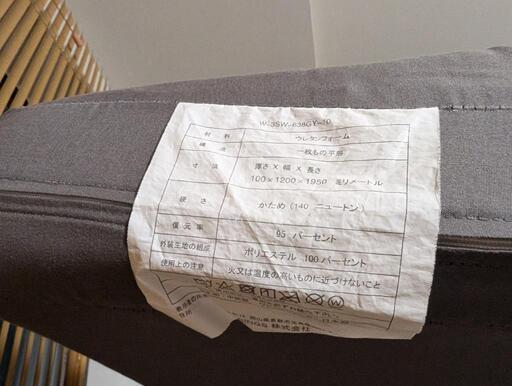 W-3SW-638GY-10
材料 ウレタンフォーム
構造 一枚もの平形
寸法 厚さ×幅×長さ
100×1200×1950 ミリメートル
硬さ かため(140 ニュートン)
復元率 95 パーセント
外装生地の組成 ポリエステル 100 パーセント
使用上の注意 火又は温度の高いものに近づけないこと
株式会社
住所